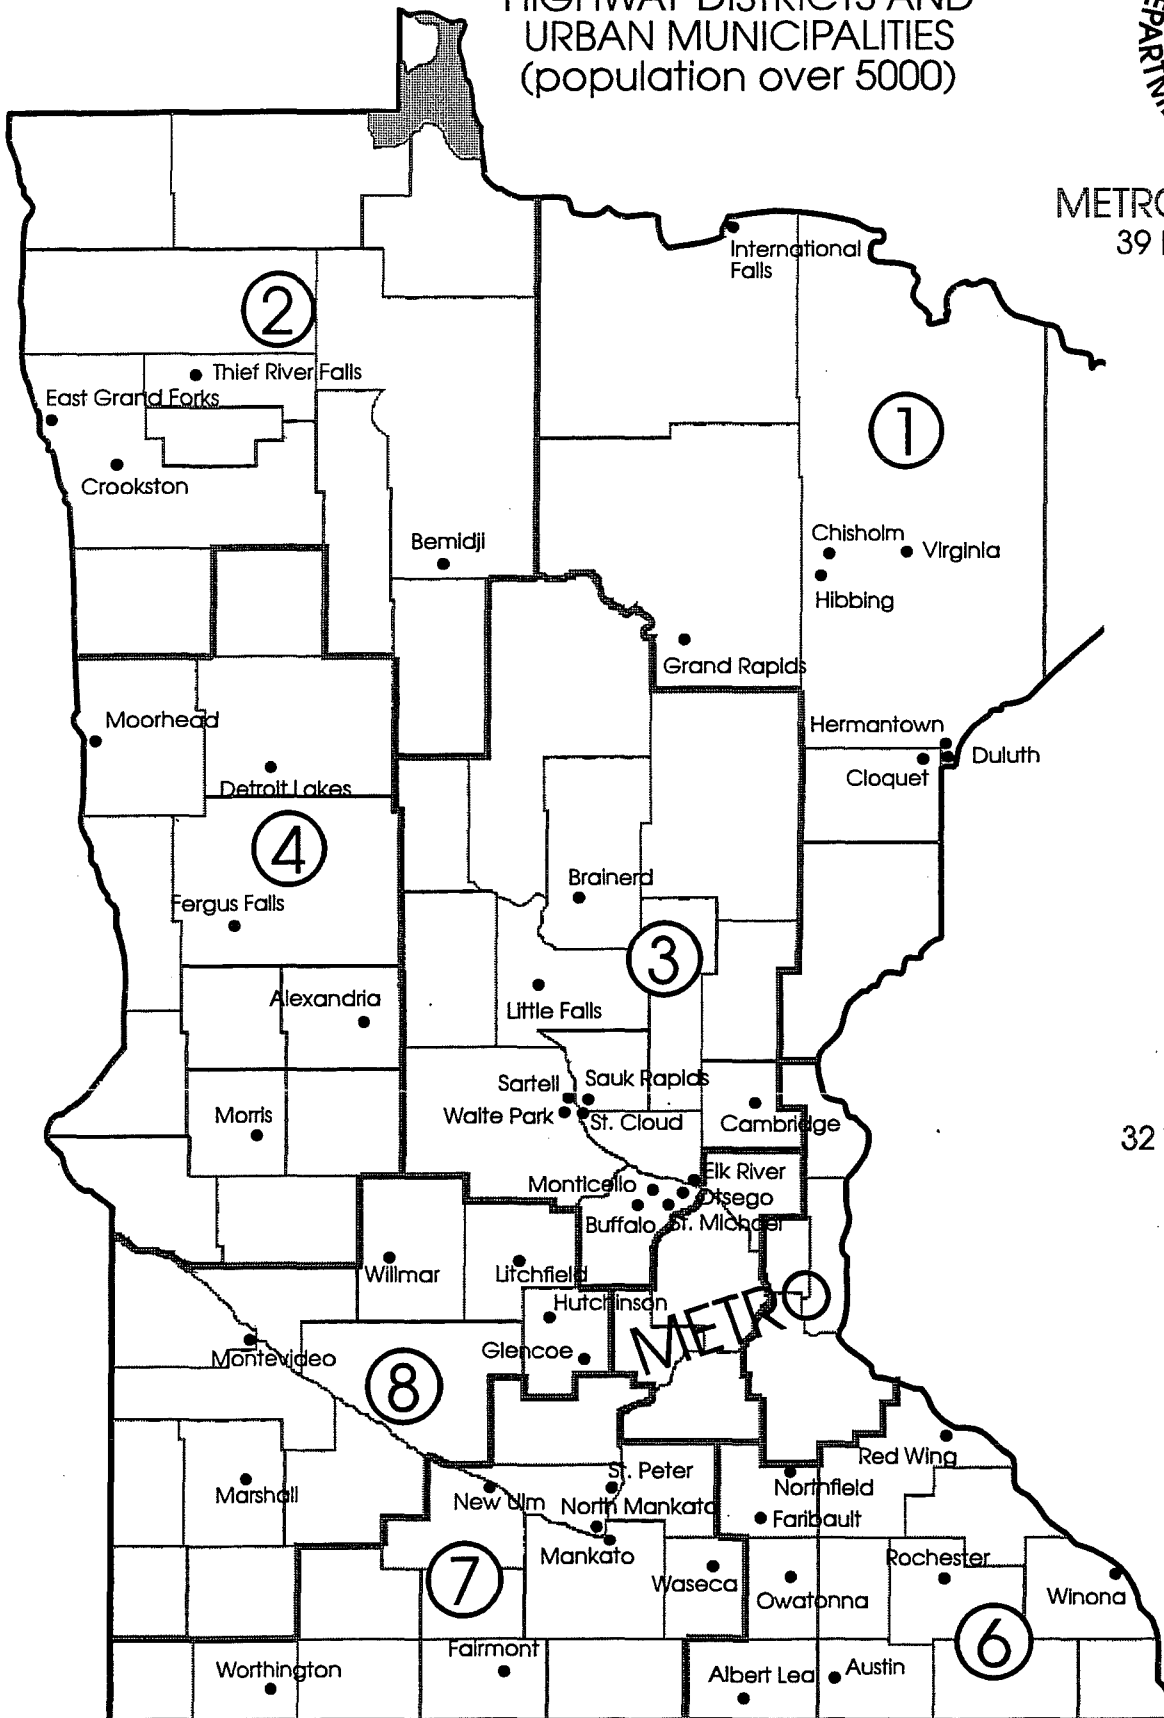 HIGHWAY DISTRICTS AND
URBAN MUNICIPALITIES
(population over 5000)
EPARTM
METRO
39
International
Falls
2
Thief River Falls
East Grand Forks
1
Crookston
Chisholm
Virginia
Bemidji
Hibbing
Grand Rapids
Moorhead
Hermantown
Duluth
Cloquet
Detroit Lakes
4
Brainerd
Fergus Falls
3
Alexandria
Little Falls
Sartell
Sauk Rapids
Waite Park
St. Cloud
Morris
Cambridge
32
Elk River
Monticello
Otsego
Buffalo
St. Michael
Willmar
Litchfield
METRO
Hutchinson
Glencoe
Montevideo
8
Red Wing
St. Peter
Northfield
Marshall
New Ulm
North Mankato
Faribault
Mankato
Rochester
7
Waseca
Owatonna
Winona
6
Fairmont
Worthington
Albert Lea
Austin